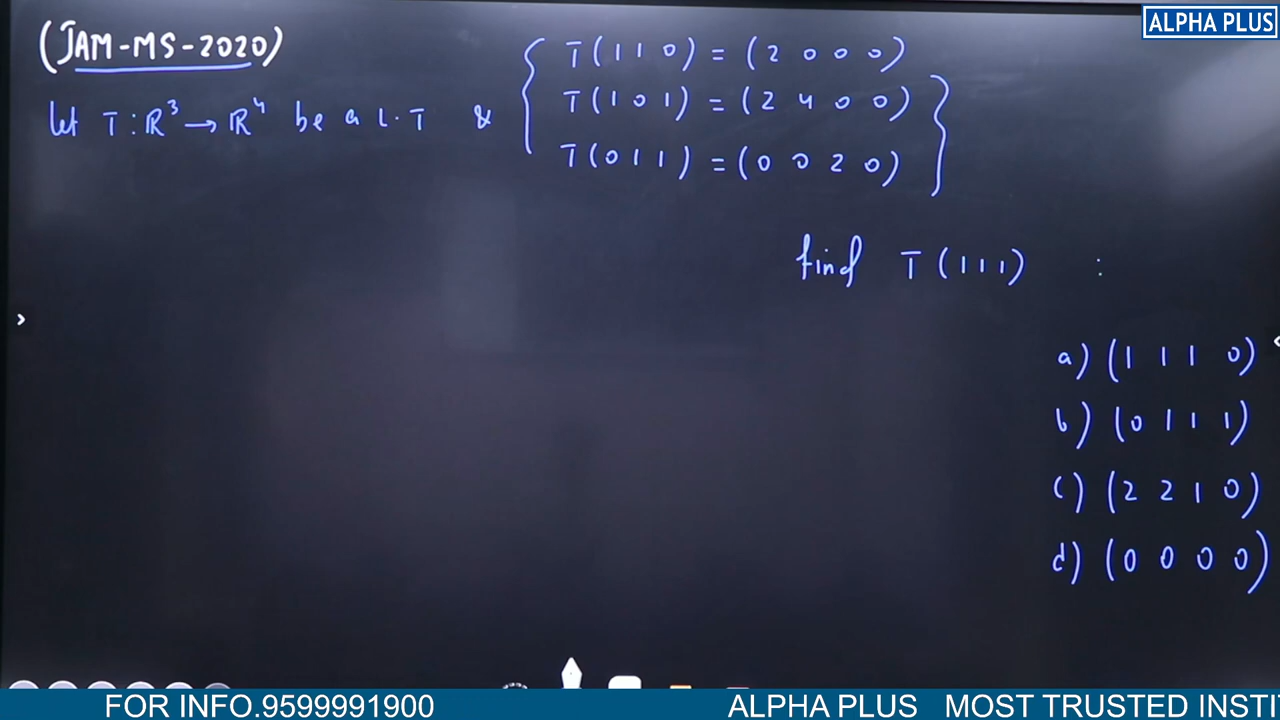 ALPHA PLUS
(JAM-MS-2020)
let T : ℝ³ → ℝ⁴ be a L.T &
T(1 1 0) = (2 0 0 0)
T(1 0 1) = (2 4 0 0)
T(0 1 1) = (0 0 2 0)
find T(1 1 1) :
a) (1 1 1 0)
b) (0 1 1 1)
c) (2 2 1 0)
d) (0 0 0 0)
FOR INFO.9599991900
ALPHA PLUS MOST TRUSTED INSTI